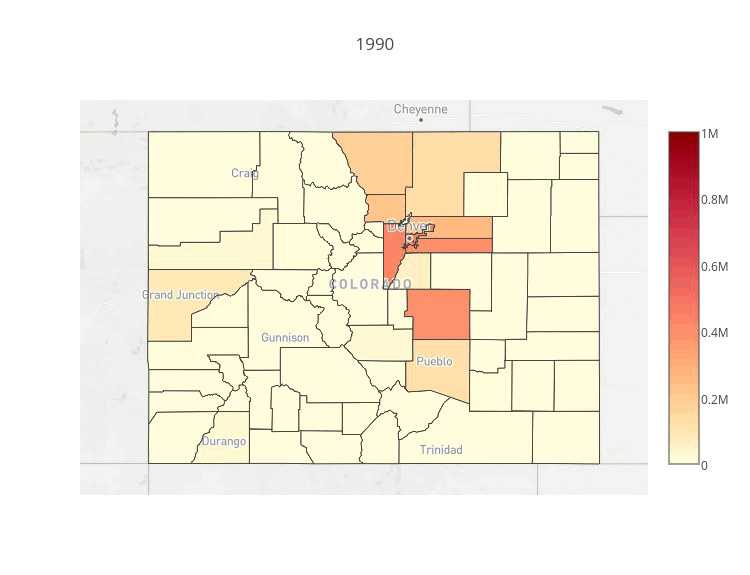 1990
Cheyenne
1M
Craig
0.8M
Denver
0.6M
COLORADO
Grand Junction
0.4M
Gunnison
Pueblo
0.2M
Durango
Trinidad
0